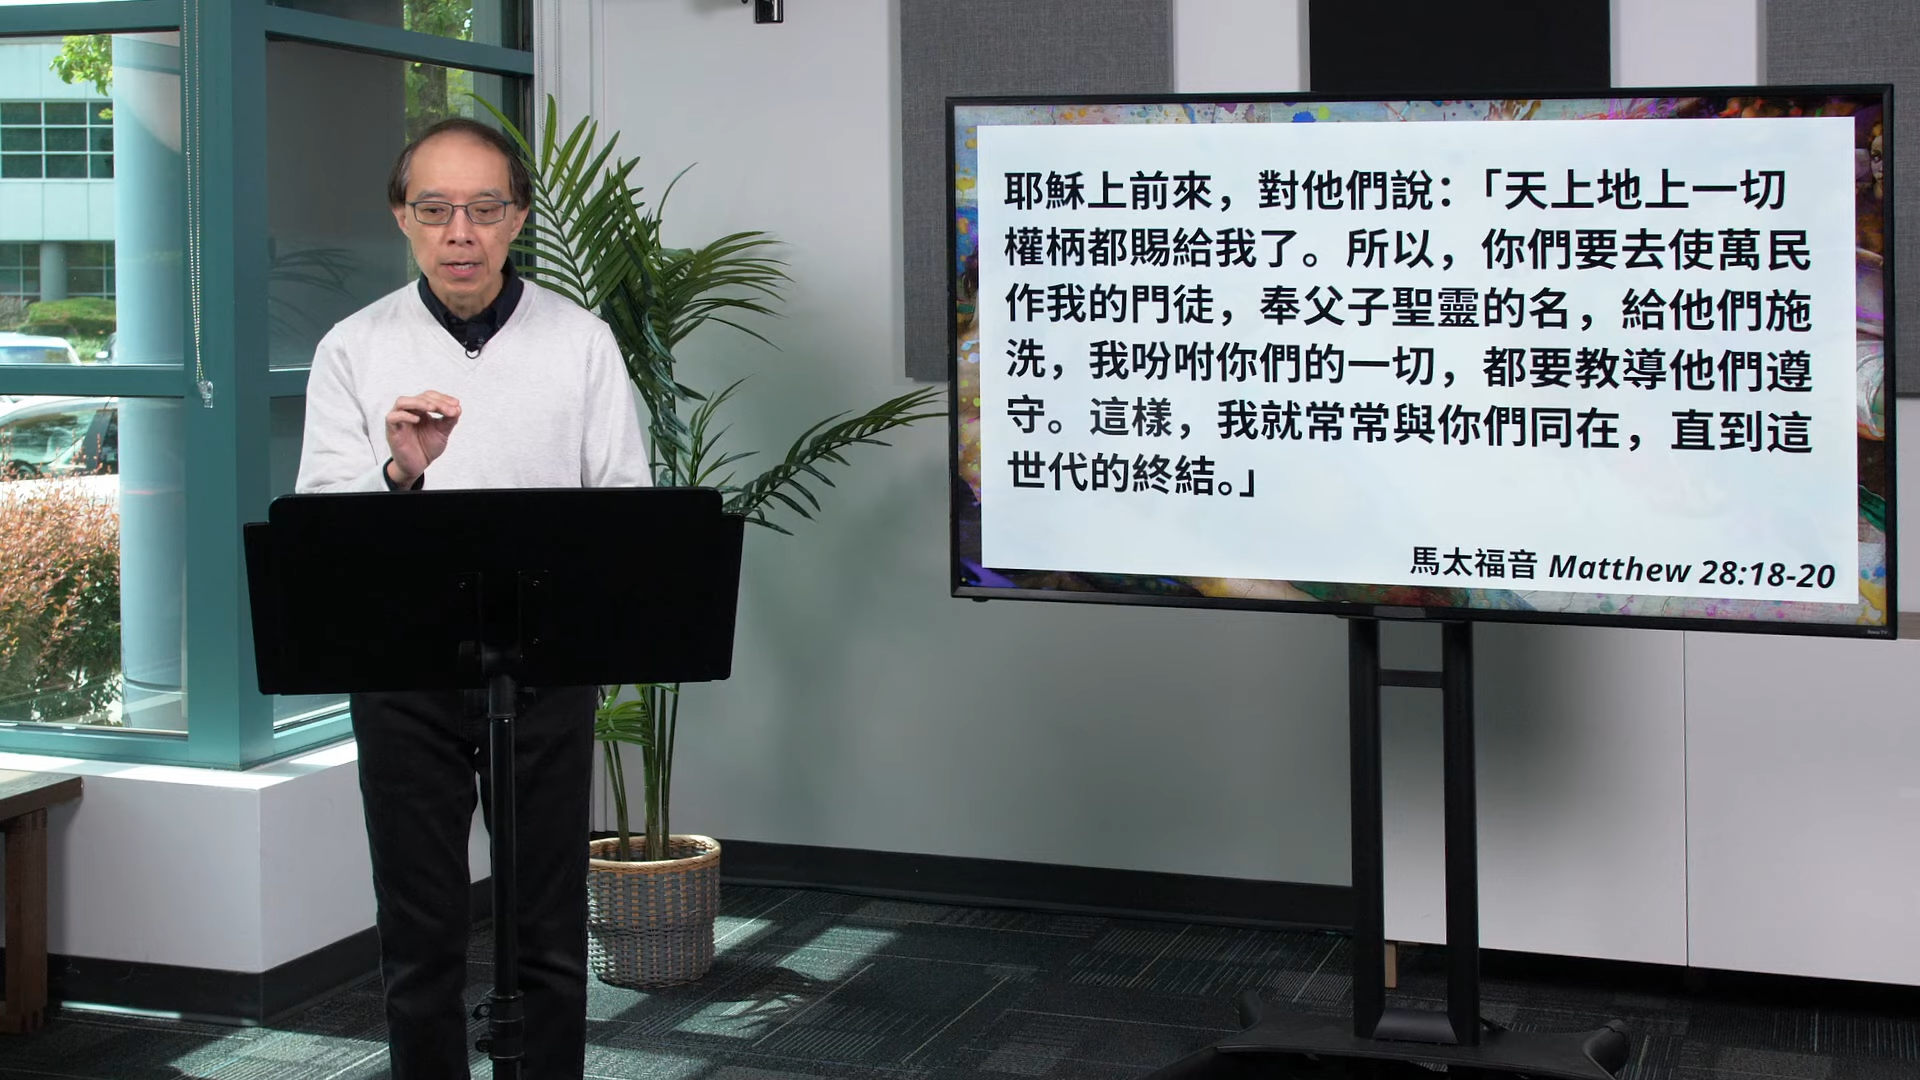 耶穌上前來，對他們說：「天上地上一切
權柄都賜給我了。所以，你們要去使萬民
作我的門徒，奉父子聖靈的名，給他們施
洗，我吩咐你們的一切，都要教導他們遵
守。這樣，我就常常與你們同在，直到這
世代的終結。」
馬太福音 Matthew 28:18-20